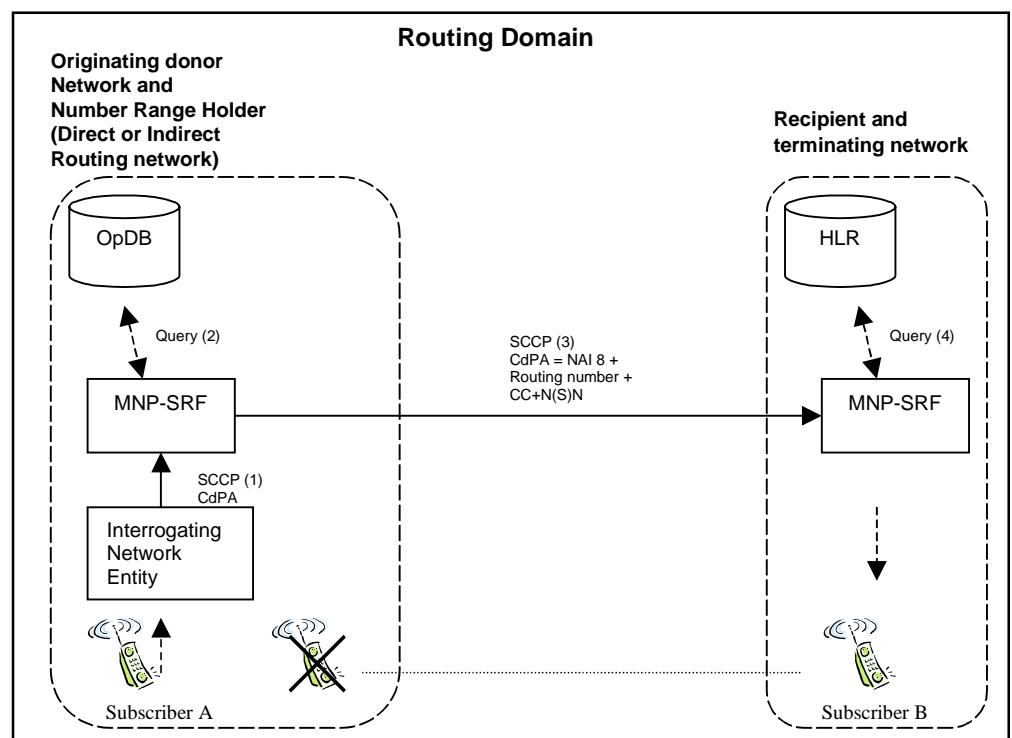 Routing Domain
Originating donor
Network and
Number Range Holder
(Direct or Indirect
Routing network)
Recipient and
terminating network
OpDB
HLR
Query (2)
SCCP (3)
CdPA = NAI 8 +
Routing number +
CC+N(S)N
Query (4)
MNP-SRF
MNP-SRF
SCCP (1)
CdPA
Interrogating
Network
Entity
Subscriber A
Subscriber B